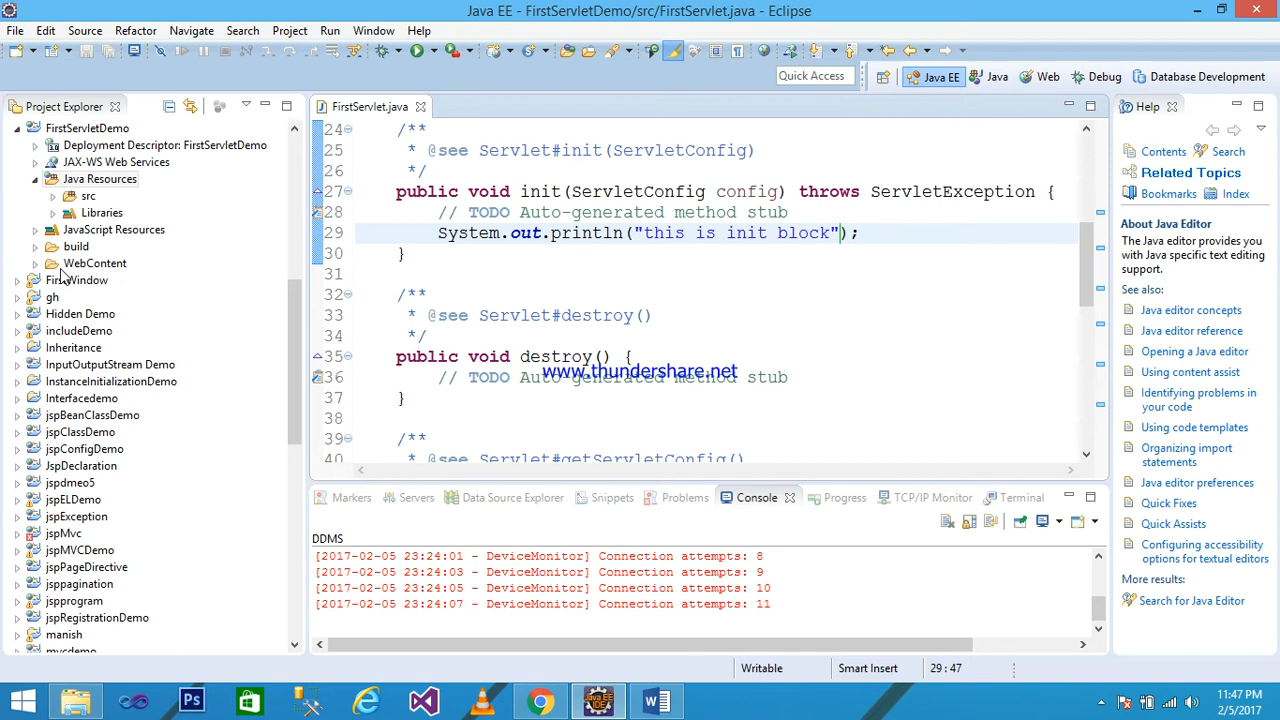 Java EE - FirstServletDemo/src/FirstServlet.java - Eclipse
File Edit Source Refactor Navigate Search Project Run Window Help
Quick Access
Java EE
Java
Web
Debug
Database Development
Project Explorer
FirstServletDemo
Deployment Descriptor: FirstServletDemo
JAX-WS Web Services
Java Resources
src
Libraries
JavaScript Resources
build
WebContent
FirstWindow
gh
Hidden Demo
includeDemo
Inheritance
InputOutputStream Demo
InstanceInitializationDemo
Interfacedemo
jspBeanClassDemo
jspClassDemo
jspConfigDemo
JspDeclaration
jspdmeo5
jspELDemo
jspException
jspMvc
jspMVCDemo
jspPageDirective
jsppagination
jspprogram
jspRegistrationDemo
manish
mvcdemo
FirstServlet.java
24 /**
25 * @see Servlet#init(ServletConfig)
26 */
27 public void init(ServletConfig config) throws ServletException {
28 // TODO Auto-generated method stub
29 System.out.println("this is init block");
30 }
31
32 /**
33 * @see Servlet#destroy()
34 */
35 public void destroy() {
36 // TODO Auto-generated method stub
37 }
38
39 /**
40 * @see Servlet#getServletConfig()
www.thundershare.net
Markers Servers Data Source Explorer Snippets Problems Console Progress TCP/IP Monitor Terminal
DDMS
[2017-02-05 23:24:01 - DeviceMonitor] Connection attempts: 8
[2017-02-05 23:24:03 - DeviceMonitor] Connection attempts: 9
[2017-02-05 23:24:05 - DeviceMonitor] Connection attempts: 10
[2017-02-05 23:24:07 - DeviceMonitor] Connection attempts: 11
Help
Contents Search
Related Topics
Bookmarks Index
About Java Editor
The Java editor provides you
with Java specific text editing
support.
See also:
Java editor concepts
Java editor reference
Opening a Java editor
Using content assist
Identifying problems in
your code
Using code templates
Organizing import
statements
Java editor preferences
Quick Fixes
Quick Assists
Configuring accessibility
options for textual editors
More results:
Search for Java Editor
Writable Smart Insert 29 : 47
11:47 PM
2/5/2017